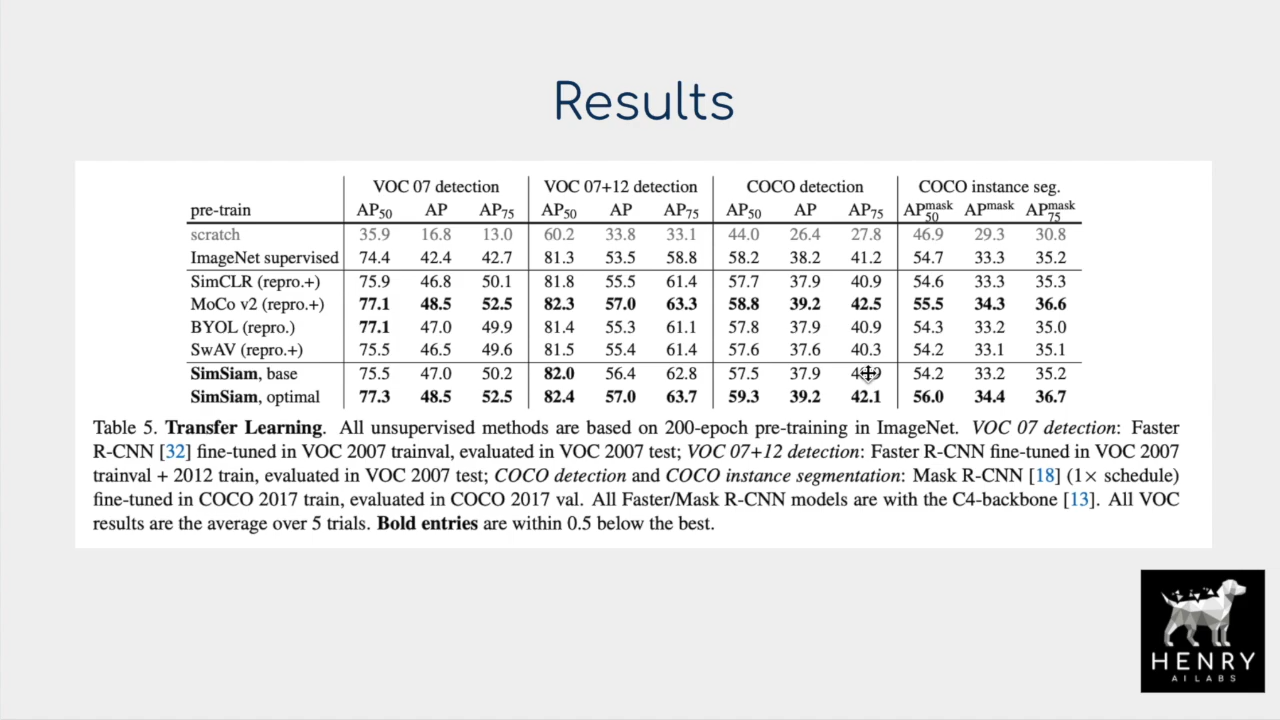 Results
VOC 07 detection VOC 07+12 detection COCO detection COCO instance seg.
pre-train AP50 AP AP75 AP50 AP AP75 AP50 AP AP75 AP50mask APmask AP75mask
scratch 35.9 16.8 13.0 60.2 33.8 33.1 44.0 26.4 27.8 46.9 29.3 30.8
ImageNet supervised 74.4 42.4 42.7 81.3 53.5 58.8 58.2 38.2 41.2 54.7 33.3 35.2
SimCLR (repro.+) 75.9 46.8 50.1 81.8 55.5 61.4 57.7 37.9 40.9 54.6 33.3 35.3
MoCo v2 (repro.+) 77.1 48.5 52.5 82.3 57.0 63.3 58.8 39.2 42.5 55.5 34.3 36.6
BYOL (repro.) 77.1 47.0 49.9 81.4 55.3 61.1 57.8 37.9 40.9 54.3 33.2 35.0
SwAV (repro.+) 75.5 46.5 49.6 81.5 55.4 61.4 57.6 37.6 40.3 54.2 33.1 35.1
SimSiam, base 75.5 47.0 50.2 82.0 56.4 62.8 57.5 37.9 54.2 33.2 35.2
SimSiam, optimal 77.3 48.5 52.5 82.4 57.0 63.7 59.3 39.2 42.1 56.0 34.4 36.7
Table 5. Transfer Learning. All unsupervised methods are based on 200-epoch pre-training in ImageNet. VOC 07 detection: Faster
R-CNN [32] fine-tuned in VOC 2007 trainval, evaluated in VOC 2007 test; VOC 07+12 detection: Faster R-CNN fine-tuned in VOC 2007
trainval + 2012 train, evaluated in VOC 2007 test; COCO detection and COCO instance segmentation: Mask R-CNN [18] (1× schedule)
fine-tuned in COCO 2017 train, evaluated in COCO 2017 val. All Faster/Mask R-CNN models are with the C4-backbone [13]. All VOC
results are the average over 5 trials. Bold entries are within 0.5 below the best.
HENRY
AI LABS